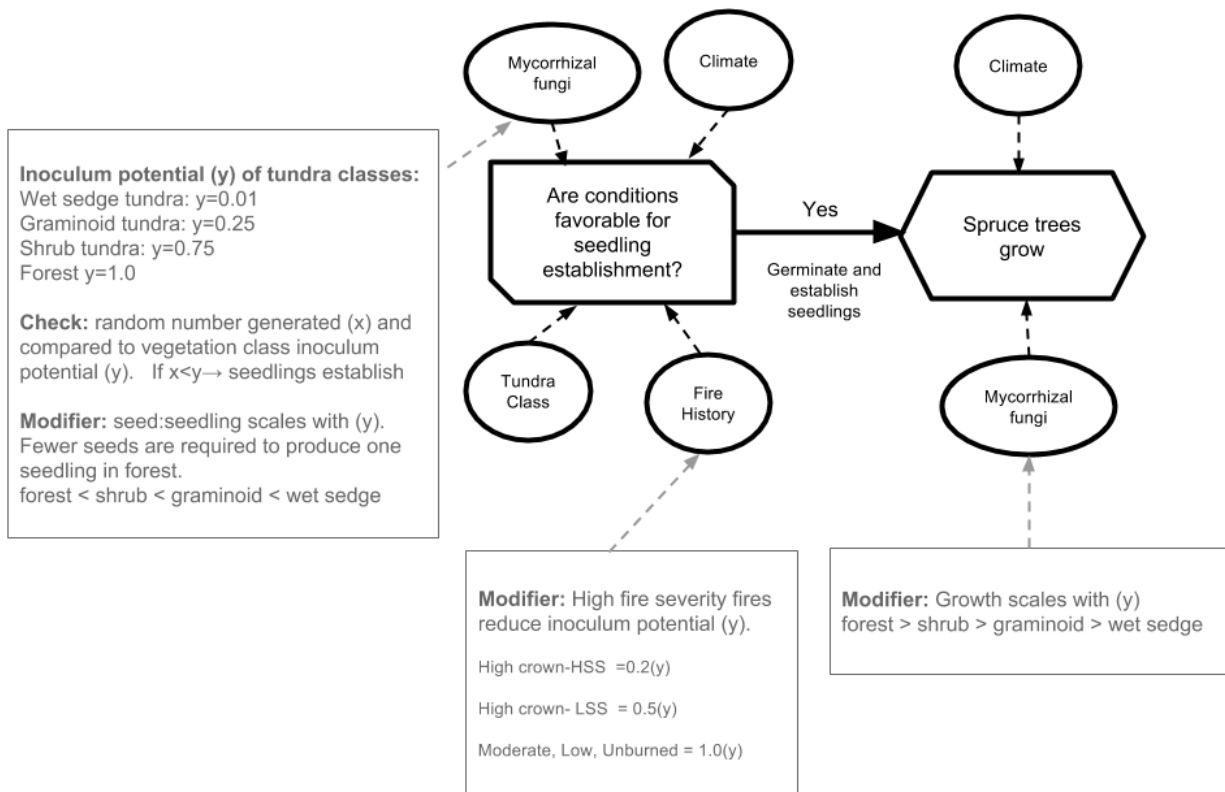 Mycorrhizal
fungi
Climate
Climate
Inoculum potential (y) of tundra classes:
Wet sedge tundra: y=0.01
Graminoid tundra: y=0.25
Shrub tundra: y=0.75
Forest y=1.0
Check: random number generated (x) and
compared to vegetation class inoculum
potential (y). If x<y→ seedlings establish
Modifier: seed:seedling scales with (y).
Fewer seeds are required to produce one
seedling in forest.
forest < shrub < graminoid < wet sedge
Are conditions
favorable for
seedling
establishment?
Yes
Germinate and
establish
seedlings
Spruce trees
grow
Tundra
Class
Fire
History
Mycorrhizal
fungi
Modifier: High fire severity fires
reduce inoculum potential (y).
High crown-HSS =0.2(y)
High crown- LSS = 0.5(y)
Moderate, Low, Unburned = 1.0(y)
Modifier: Growth scales with (y)
forest > shrub > graminoid > wet sedge